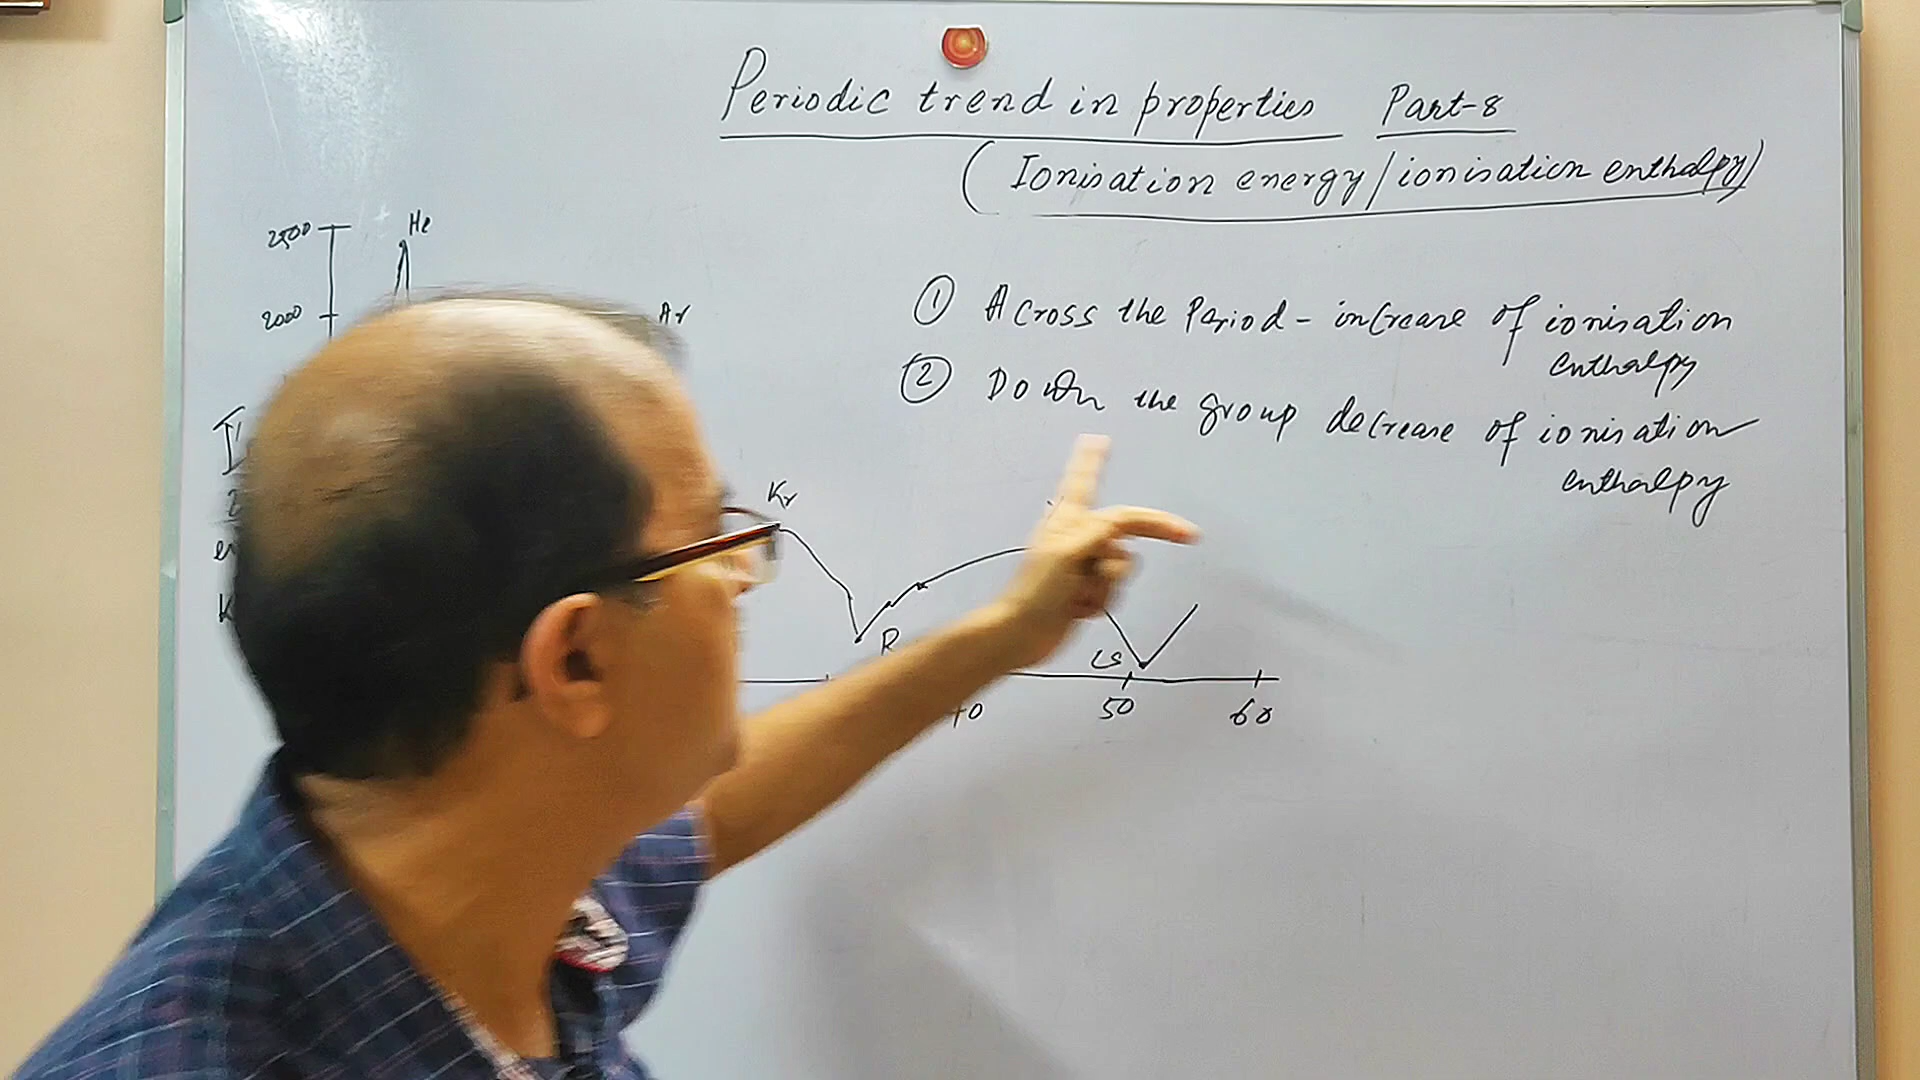 Periodic trend in properties Part-8
(Ionisation energy/ionisation enthalpy)
2500 He
2000 Ar
① Across the Period - increase of ionisation
enthalpy
② Down the group decrease of ionisation
enthalpy
Kr
R
Cs
50 60